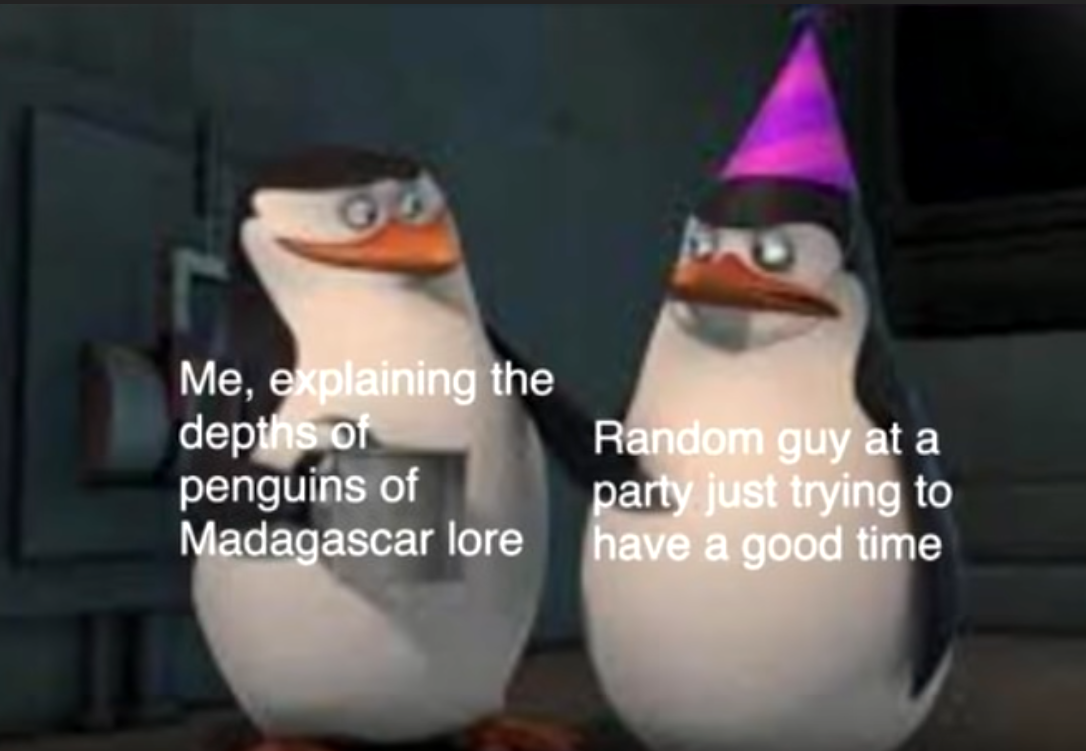 Me, explaining the
depths of
penguins of
Madagascar lore
Random guy at a
party just trying to
have a good time